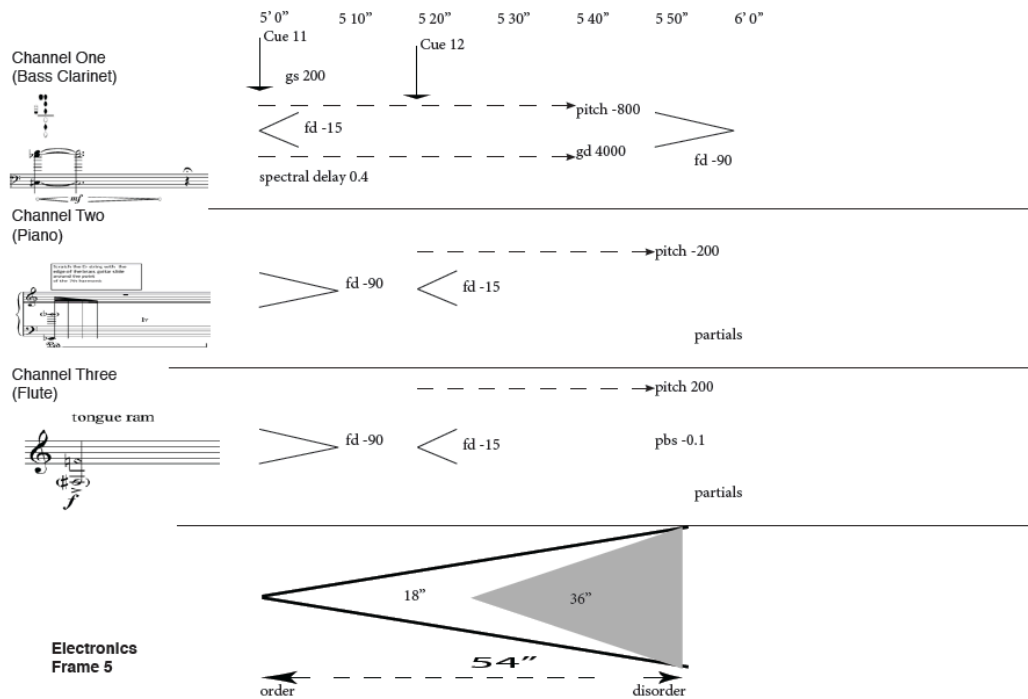 5' 0" 5 10" 5 20" 5 30" 5 40" 5 50" 6' 0"
Cue 11
Cue 12
Channel One
(Bass Clarinet)
gs 200
pitch -800
fd -15
gd 4000
fd -90
spectral delay 0.4
mf
Channel Two
(Piano)
pitch -200
fd -90
fd -15
partials
Channel Three
(Flute)
pitch 200
tongue ram
fd -90
fd -15
pbs -0.1
partials
f
18"
36"
Electronics
Frame 5
54"
order
disorder